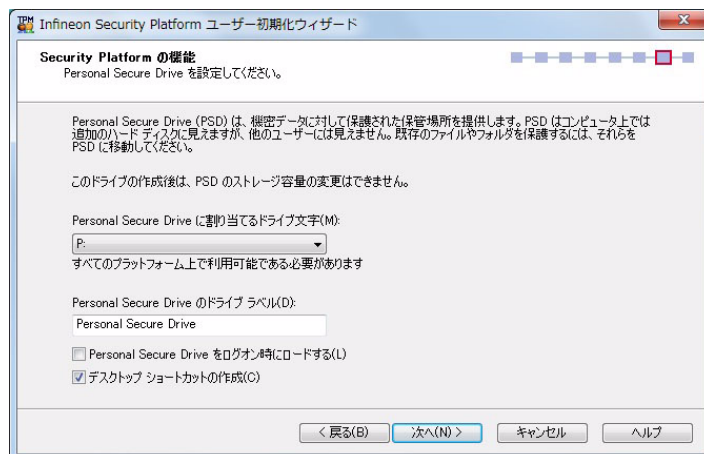 TPM
Infineon Security Platform ユーザー初期化ウィザード
Security Platform の機能
Personal Secure Drive を設定してください。
Personal Secure Drive (PSD) は、機密データに対して保護された保管場所を提供します。PSD はコンピュータ上では
追加のハード ディスクに見えますが、他のユーザーには見えません。既存のファイルやフォルダを保護するには、それらを
PSD に移動してください。
このドライブの作成後は、PSD のストレージ容量の変更はできません。
Personal Secure Drive に割り当てるドライブ文字(M):
P:
すべてのプラットフォーム上で利用可能である必要があります
Personal Secure Drive のドライブ ラベル(D):
Personal Secure Drive
Personal Secure Drive をログオン時にロードする(L)
デスクトップ ショートカットの作成(C)
< 戻る(B)
次へ(N) >
キャンセル
ヘルプ